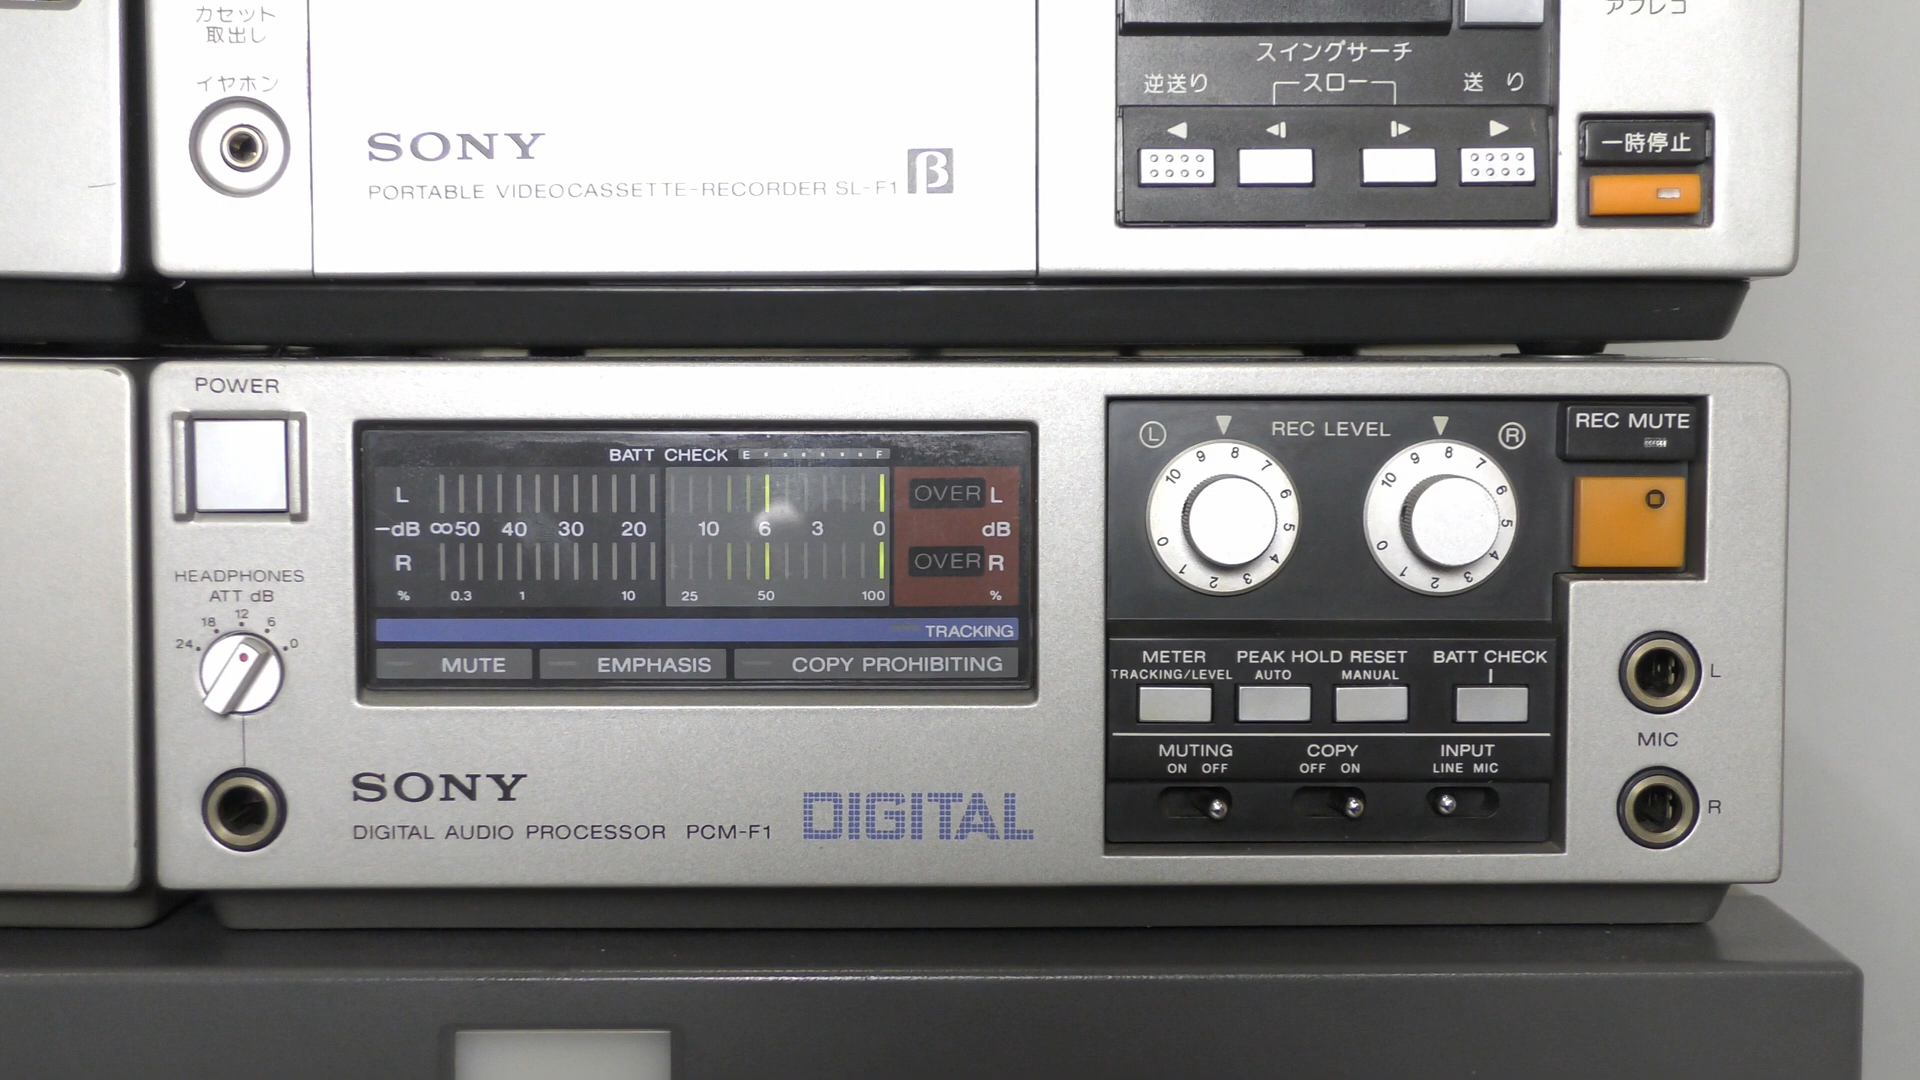 カセット
取出し
イヤホン
SONY
PORTABLE VIDEOCASSETTE-RECORDER SL-F1 β
アフレコ
スイングサーチ
逆送り スロー 送り
一時停止
POWER
HEADPHONES
ATT dB
24 18 12 6 0
BATT CHECK E F
L OVER L
-dB ∞ 50 40 30 20 10 6 3 0 dB
R OVER R
% 0.3 1 10 25 50 100 %
TRACKING
MUTE EMPHASIS COPY PROHIBITING
SONY
DIGITAL AUDIO PROCESSOR PCM-F1 DIGITAL
L REC LEVEL R
0 1 2 3 4 5 6 7 8 9 10
0 1 2 3 4 5 6 7 8 9 10
REC MUTE
METER PEAK HOLD RESET BATT CHECK
TRACKING/LEVEL AUTO MANUAL
MUTING COPY INPUT
ON OFF OFF ON LINE MIC
L
MIC
R